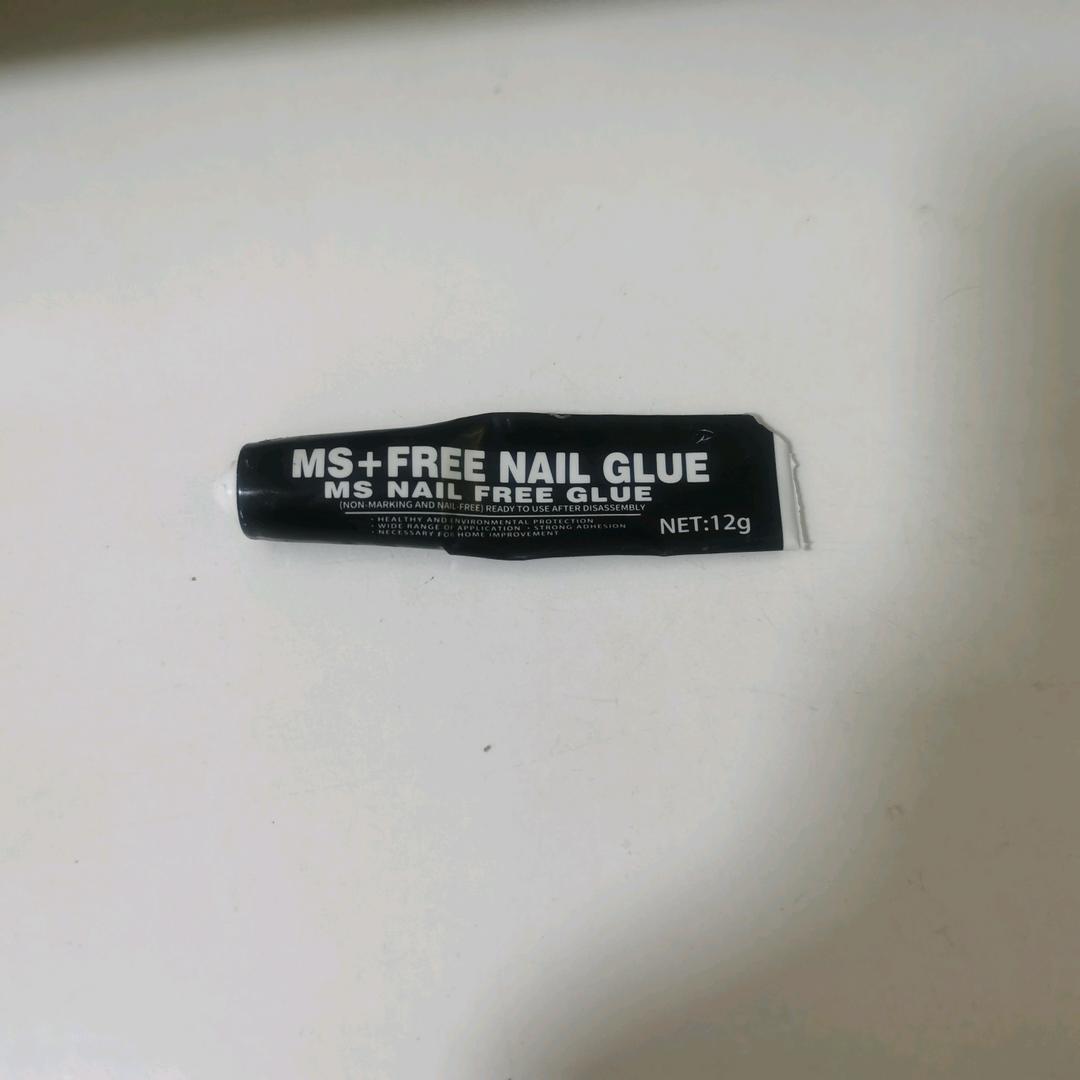 MS+FREE NAIL GLUE
MS NAIL FREE GLUE
(NON-MARKING AND NAIL-FREE) READY TO USE AFTER DISASSEMBLY
· HEALTHY AND ENVIRONMENTAL PROTECTION
· WIDE RANGE OF APPLICATION · STRONG ADHESION
· NECESSARY FOR HOME IMPROVEMENT
NET:12g